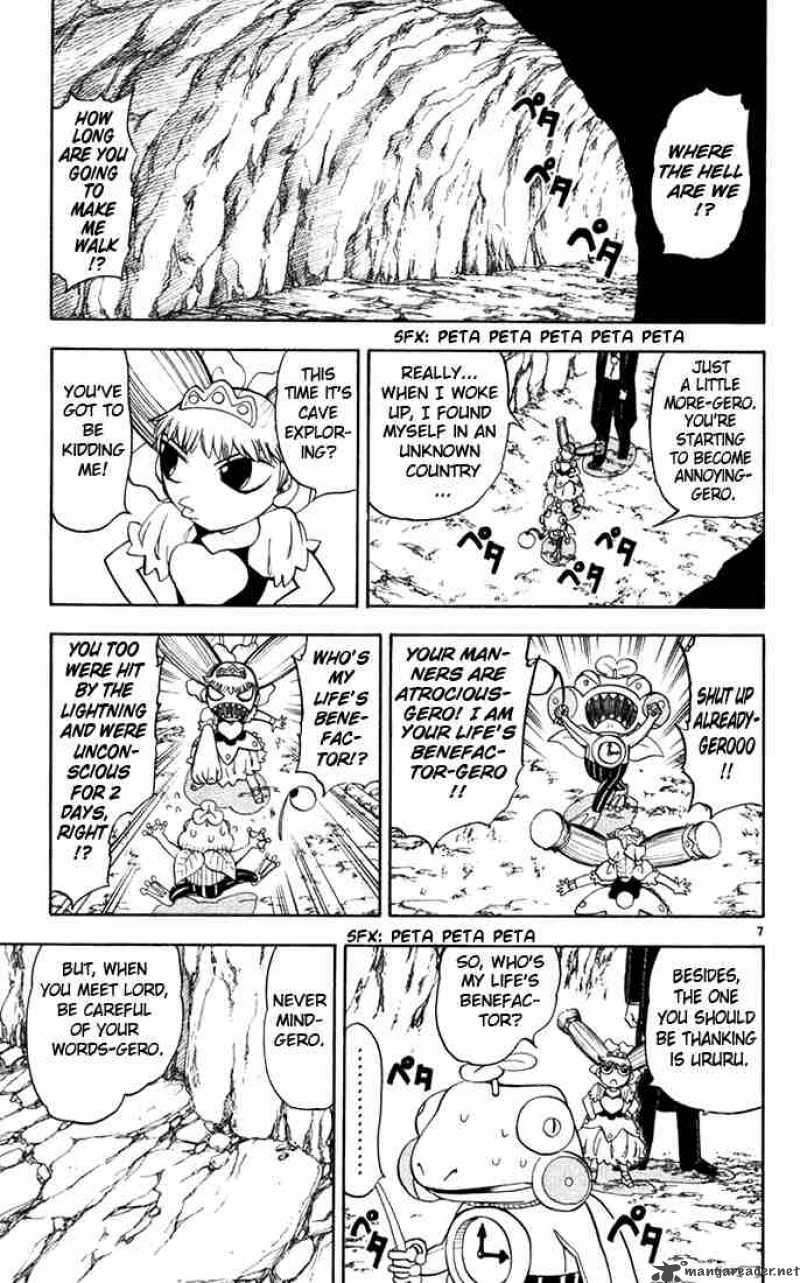 WHERE
THE HELL
ARE WE
!?
ペタ
ペタ
ペタ
HOW
LONG
ARE YOU
GOING
TO
MAKE
ME
WALK
!?
SFX: PETA PETA PETA PETA PETA
JUST
A LITTLE
MORE-GERO.
YOU'RE
STARTING
TO BECOME
ANNOYING-
GERO.
REALLY...
WHEN I WOKE
UP, I FOUND
MYSELF IN AN
UNKNOWN
COUNTRY
...
ペタ
ペタ
ペタ
THIS
TIME IT'S
CAVE
EXPLOR-
ING?
YOU'VE
GOT TO
BE
KIDDING
ME!
SHUT UP
ALREADY-
GEROOO
!!
YOUR MAN-
NERS ARE
ATROCIOUS-
GERO! I AM
YOUR LIFE'S
BENEFAC-
TOR-GERO
!!
WHO'S
MY
LIFE'S
BENE-
FAC-
TOR!?
YOU TOO
WERE HIT
BY THE
LIGHTNING
AND WERE
UNCON-
SCIOUS
FOR 2
DAYS,
RIGHT
!?
7
SFX: PETA PETA PETA
BESIDES,
THE ONE
YOU SHOULD
BE THANKING
IS URURU.
SO, WHO'S
MY LIFE'S
BENEFAC-
TOR?
.........
ペタ
ペタ
ペタ
NEVER
MIND-
GERO.
BUT, WHEN
YOU MEET LORD,
BE CAREFUL
OF YOUR
WORDS-GERO.
mangareader.net